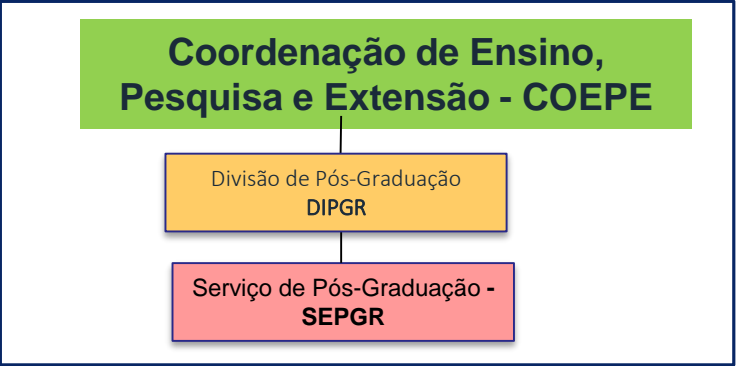 Coordenação de Ensino,
Pesquisa e Extensão - COEPE
Divisão de Pós-Graduação
DIPGR
Serviço de Pós-Graduação -
SEPGR